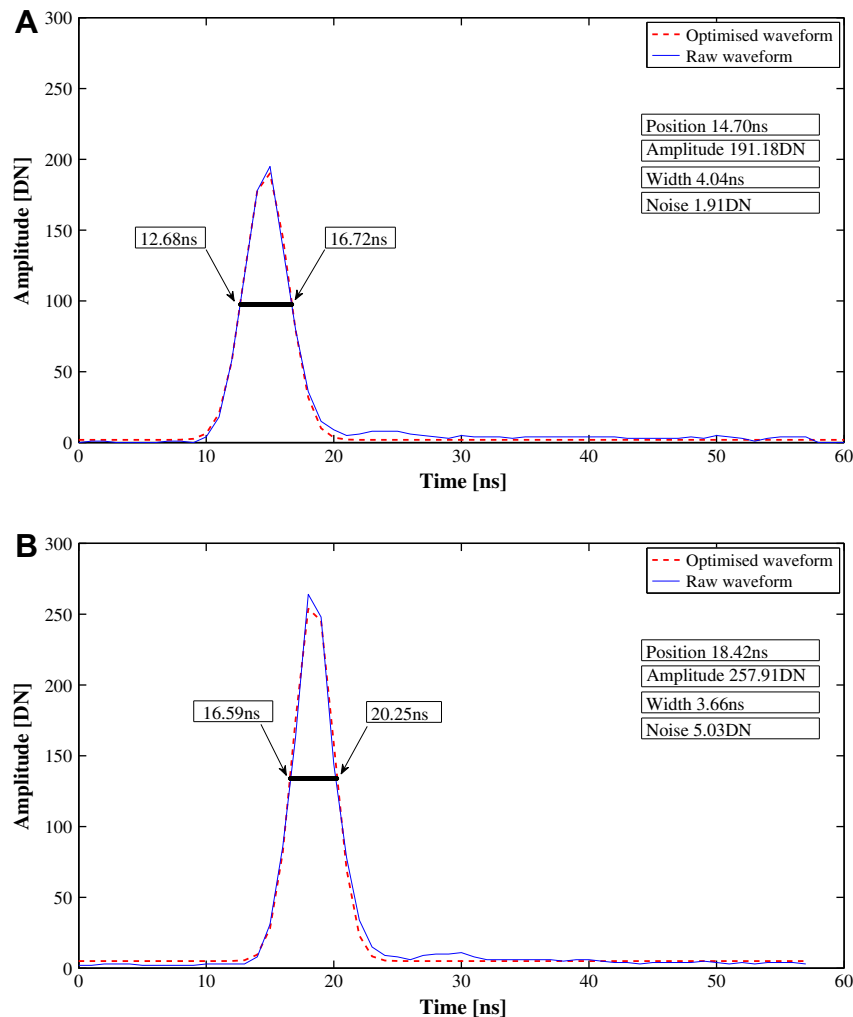 A
300
250
200
150
100
50
0
Amplitude [DN]
Optimised waveform
Raw waveform
Position 14.70ns
Amplitude 191.18DN
Width 4.04ns
Noise 1.91DN
12.68ns
16.72ns
0 10 20 30 40 50 60
Time [ns]
B
300
250
200
150
100
50
0
Amplitude [DN]
Optimised waveform
Raw waveform
Position 18.42ns
Amplitude 257.91DN
Width 3.66ns
Noise 5.03DN
16.59ns
20.25ns
0 10 20 30 40 50 60
Time [ns]